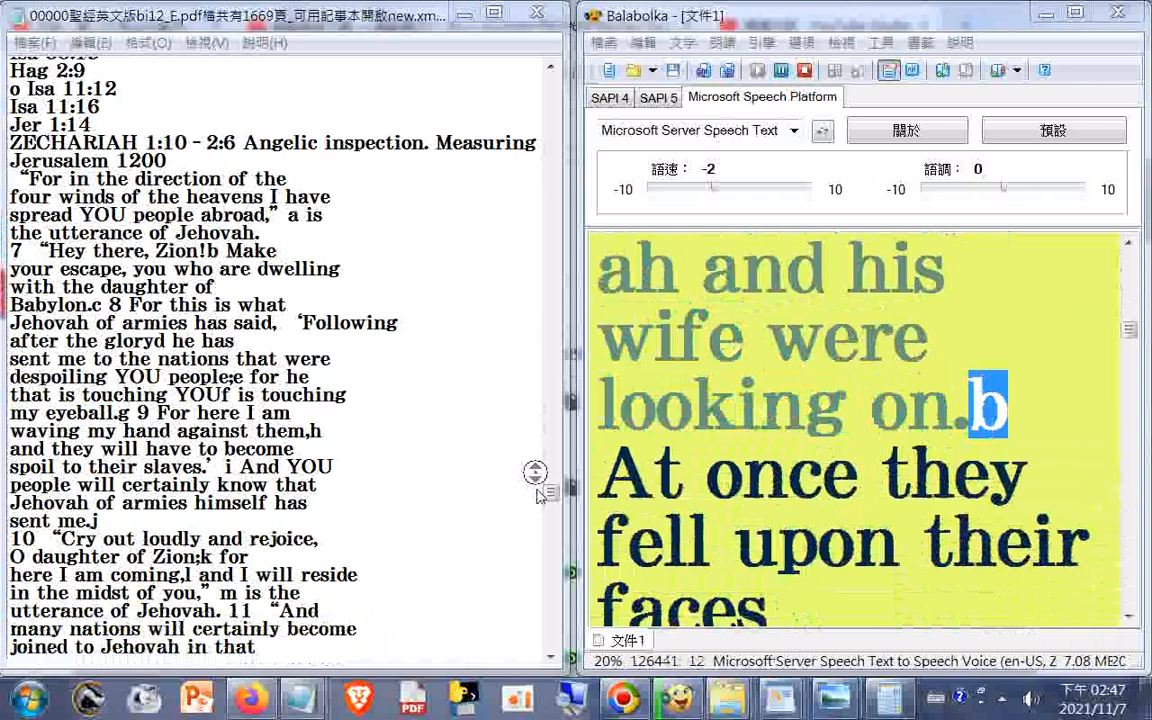 00000聖經英文版bi12_E.pdf檔共有1669頁_可用記事本開啟new.xm...
檔案(F) 編輯(E) 格式(O) 檢視(V) 說明(H)
Hag 2:9
o Isa 11:12
Isa 11:16
Jer 1:14
ZECHARIAH 1:10 – 2:6 Angelic inspection. Measuring
Jerusalem 1200
“For in the direction of the
four winds of the heavens I have
spread YOU people abroad,” a is
the utterance of Jehovah.
7 “Hey there, Zion!b Make
your escape, you who are dwelling
with the daughter of
Babylon.c 8 For this is what
Jehovah of armies has said, ‘Following
after the gloryd he has
sent me to the nations that were
despoiling YOU people;e for he
that is touching YOUf is touching
my eyeball.g 9 For here I am
waving my hand against them,h
and they will have to become
spoil to their slaves.’ i And YOU
people will certainly know that
Jehovah of armies himself has
sent me.j
10 “Cry out loudly and rejoice,
O daughter of Zion;k for
here I am coming,l and I will reside
in the midst of you,” m is the
utterance of Jehovah. 11 “And
many nations will certainly become
joined to Jehovah in that
Balabolka - [文件1]
檔案 編輯 文字 朗讀 引擎 選項 檢視 工具 書籤 說明
SAPI 4 SAPI 5 Microsoft Speech Platform
Microsoft Server Speech Text
關於 預設
語速： -2 語調： 0
-10 10 -10 10
ah and his
wife were
looking on.b
At once they
fell upon their
faces
文件1
20% 126441: 12 Microsoft Server Speech Text to Speech Voice (en-US, Z 7.08 ME2C
PDF
下午 02:47
2021/11/7